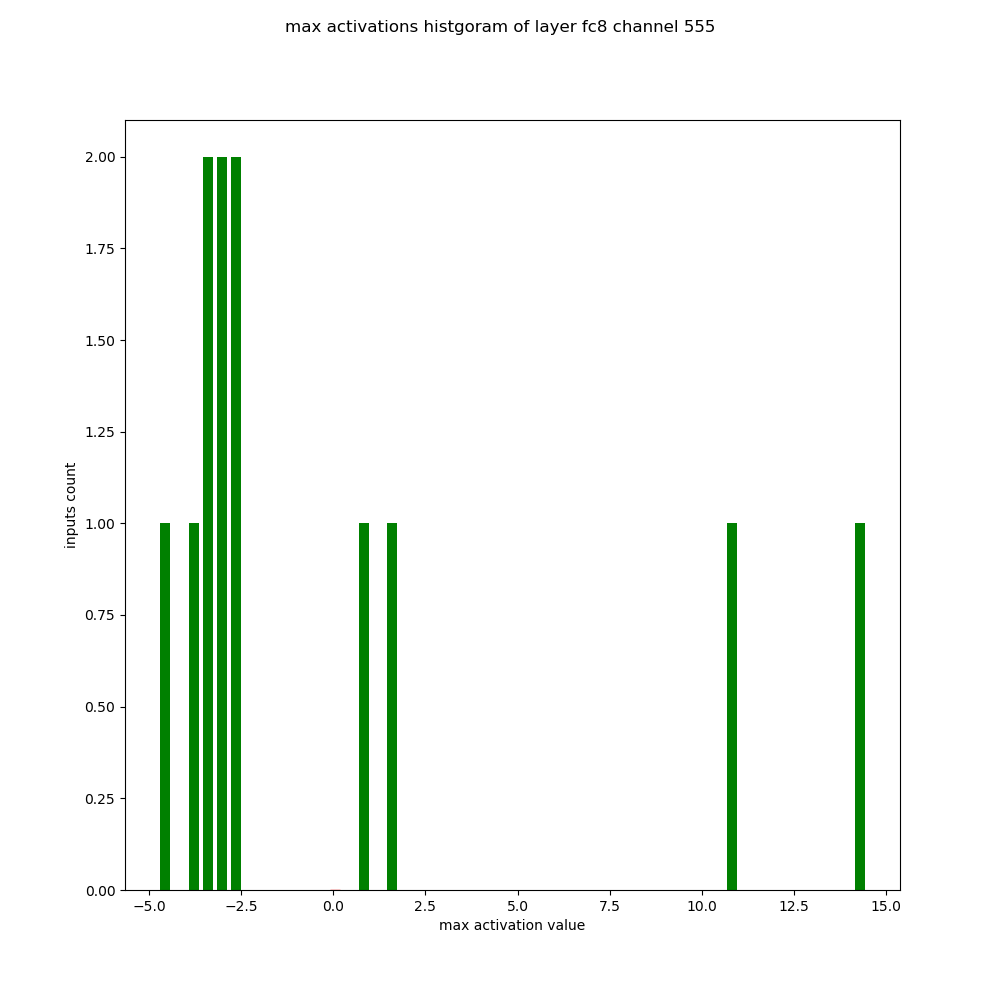 max activations histgoram of layer fc8 channel 555
2.00
1.75
1.50
1.25
1.00
0.75
0.50
0.25
0.00
inputs count
−5.0 −2.5 0.0 2.5 5.0 7.5 10.0 12.5 15.0
max activation value